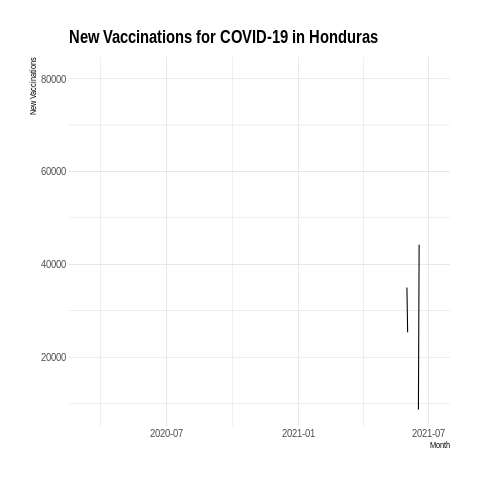 New Vaccinations for COVID-19 in Honduras
New Vaccinations
80000
60000
40000
20000
2020-07 2021-01 2021-07
Month